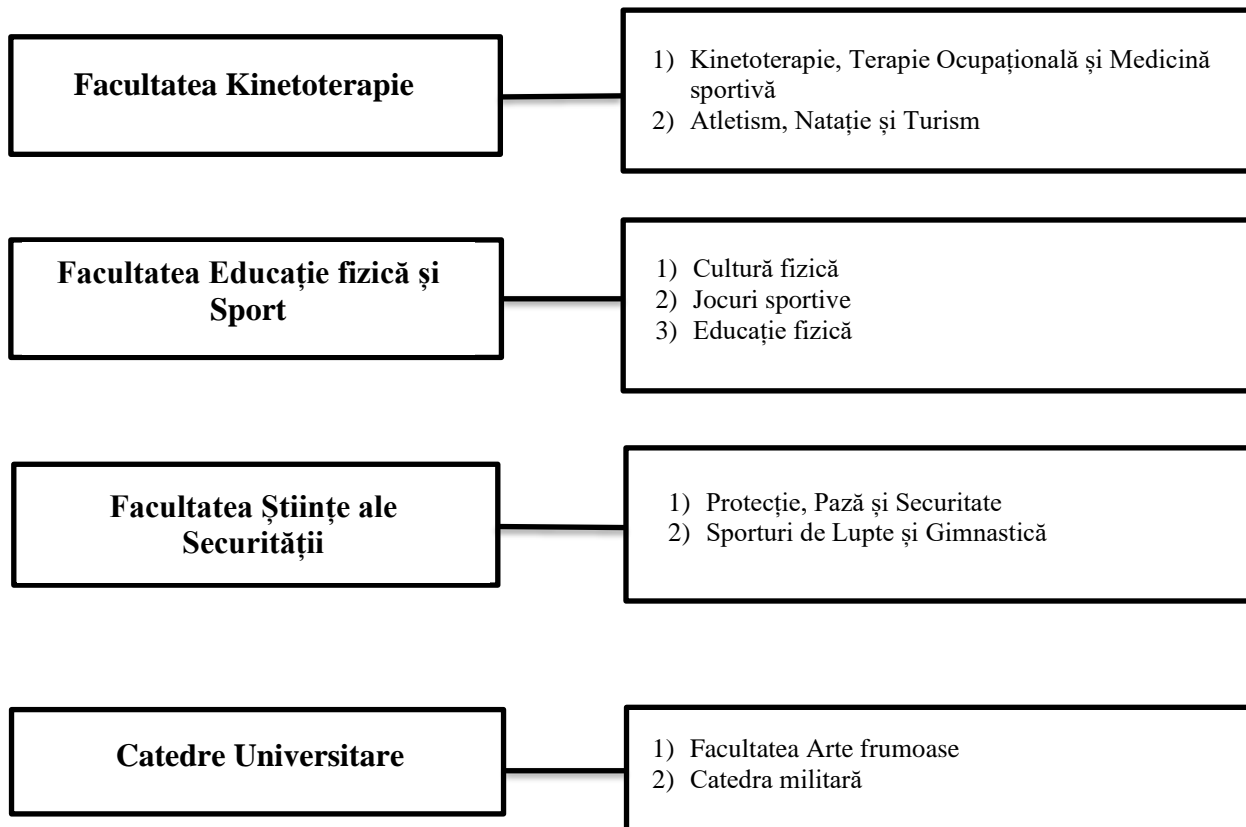 Facultatea Kinetoterapie
1) Kinetoterapie, Terapie Ocupațională și Medicină
sportivă
2) Atletism, Natație și Turism
Facultatea Educație fizică și
Sport
1) Cultură fizică
2) Jocuri sportive
3) Educație fizică
Facultatea Științe ale
Securității
1) Protecție, Pază și Securitate
2) Sporturi de Lupte și Gimnastică
Catedre Universitare
1) Facultatea Arte frumoase
2) Catedra militară